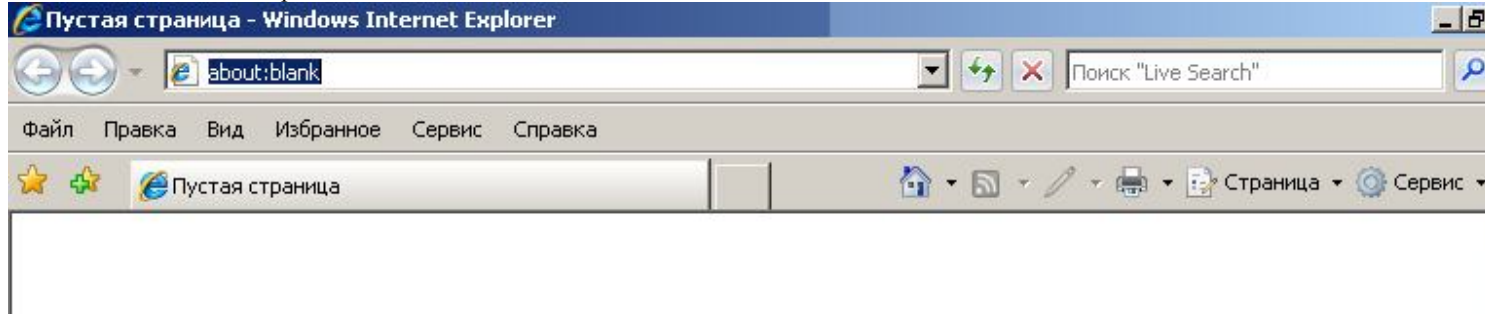 Пустая страница - Windows Internet Explorer
about:blank
Поиск "Live Search"
Файл Правка Вид Избранное Сервис Справка
Пустая страница
Страница Сервис